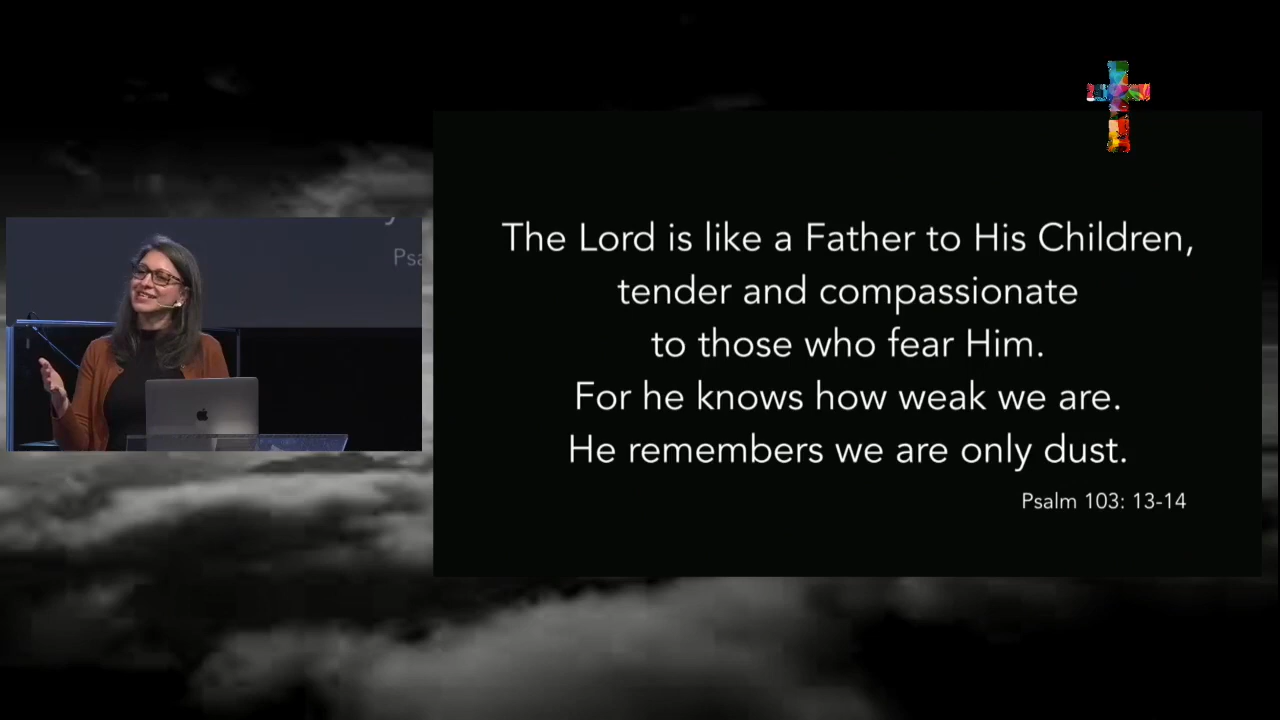 The Lord is like a Father to His Children,
tender and compassionate
to those who fear Him.
For he knows how weak we are.
He remembers we are only dust.
Psalm 103: 13-14
Psa